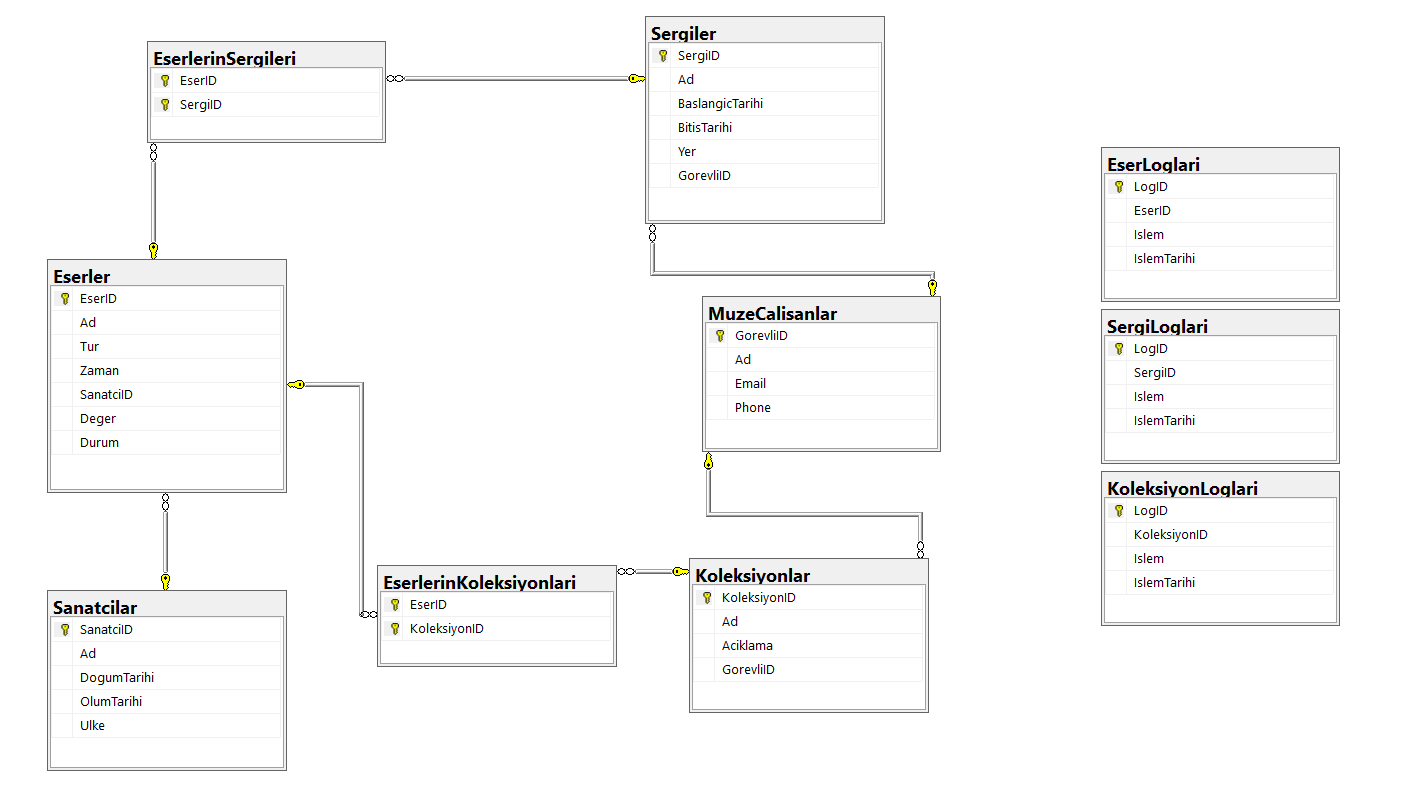 EserlerinSergileri
EserID
SergiID
Sergiler
SergiID
Ad
BaslangicTarihi
BitisTarihi
Yer
GorevliID
Eserler
EserID
Ad
Tur
Zaman
SanatciID
Deger
Durum
MuzeCalisanlar
GorevliID
Ad
Email
Phone
Sanatcilar
SanatciID
Ad
DogumTarihi
OlumTarihi
Ulke
EserlerinKoleksiyonlari
EserID
KoleksiyonID
Koleksiyonlar
KoleksiyonID
Ad
Aciklama
GorevliID
EserLoglari
LogID
EserID
Islem
IslemTarihi
SergiLoglari
LogID
SergiID
Islem
IslemTarihi
KoleksiyonLoglari
LogID
KoleksiyonID
Islem
IslemTarihi